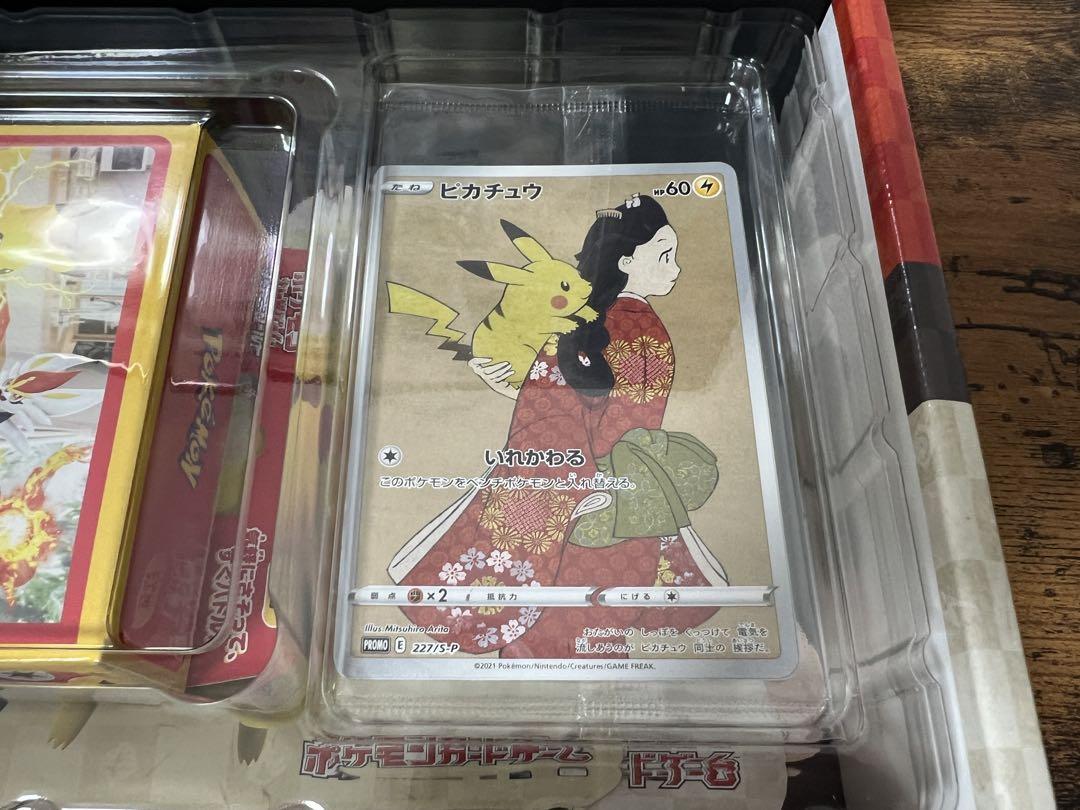 たね ピカチュウ HP60
いれかわる
このポケモンをベンチポケモンと入れ替える。
弱点 ×2 抵抗力 にげる
Illus. Mitsuhiro Arita
おたがいの しっぽを くっつけて 電気を
PROMO E 227/S-P
流しあうのが ピカチュウ 同士の 挨拶だ。
©2021 Pokémon/Nintendo/Creatures/GAME FREAK.
POKéMON
ポケモンカードゲーム